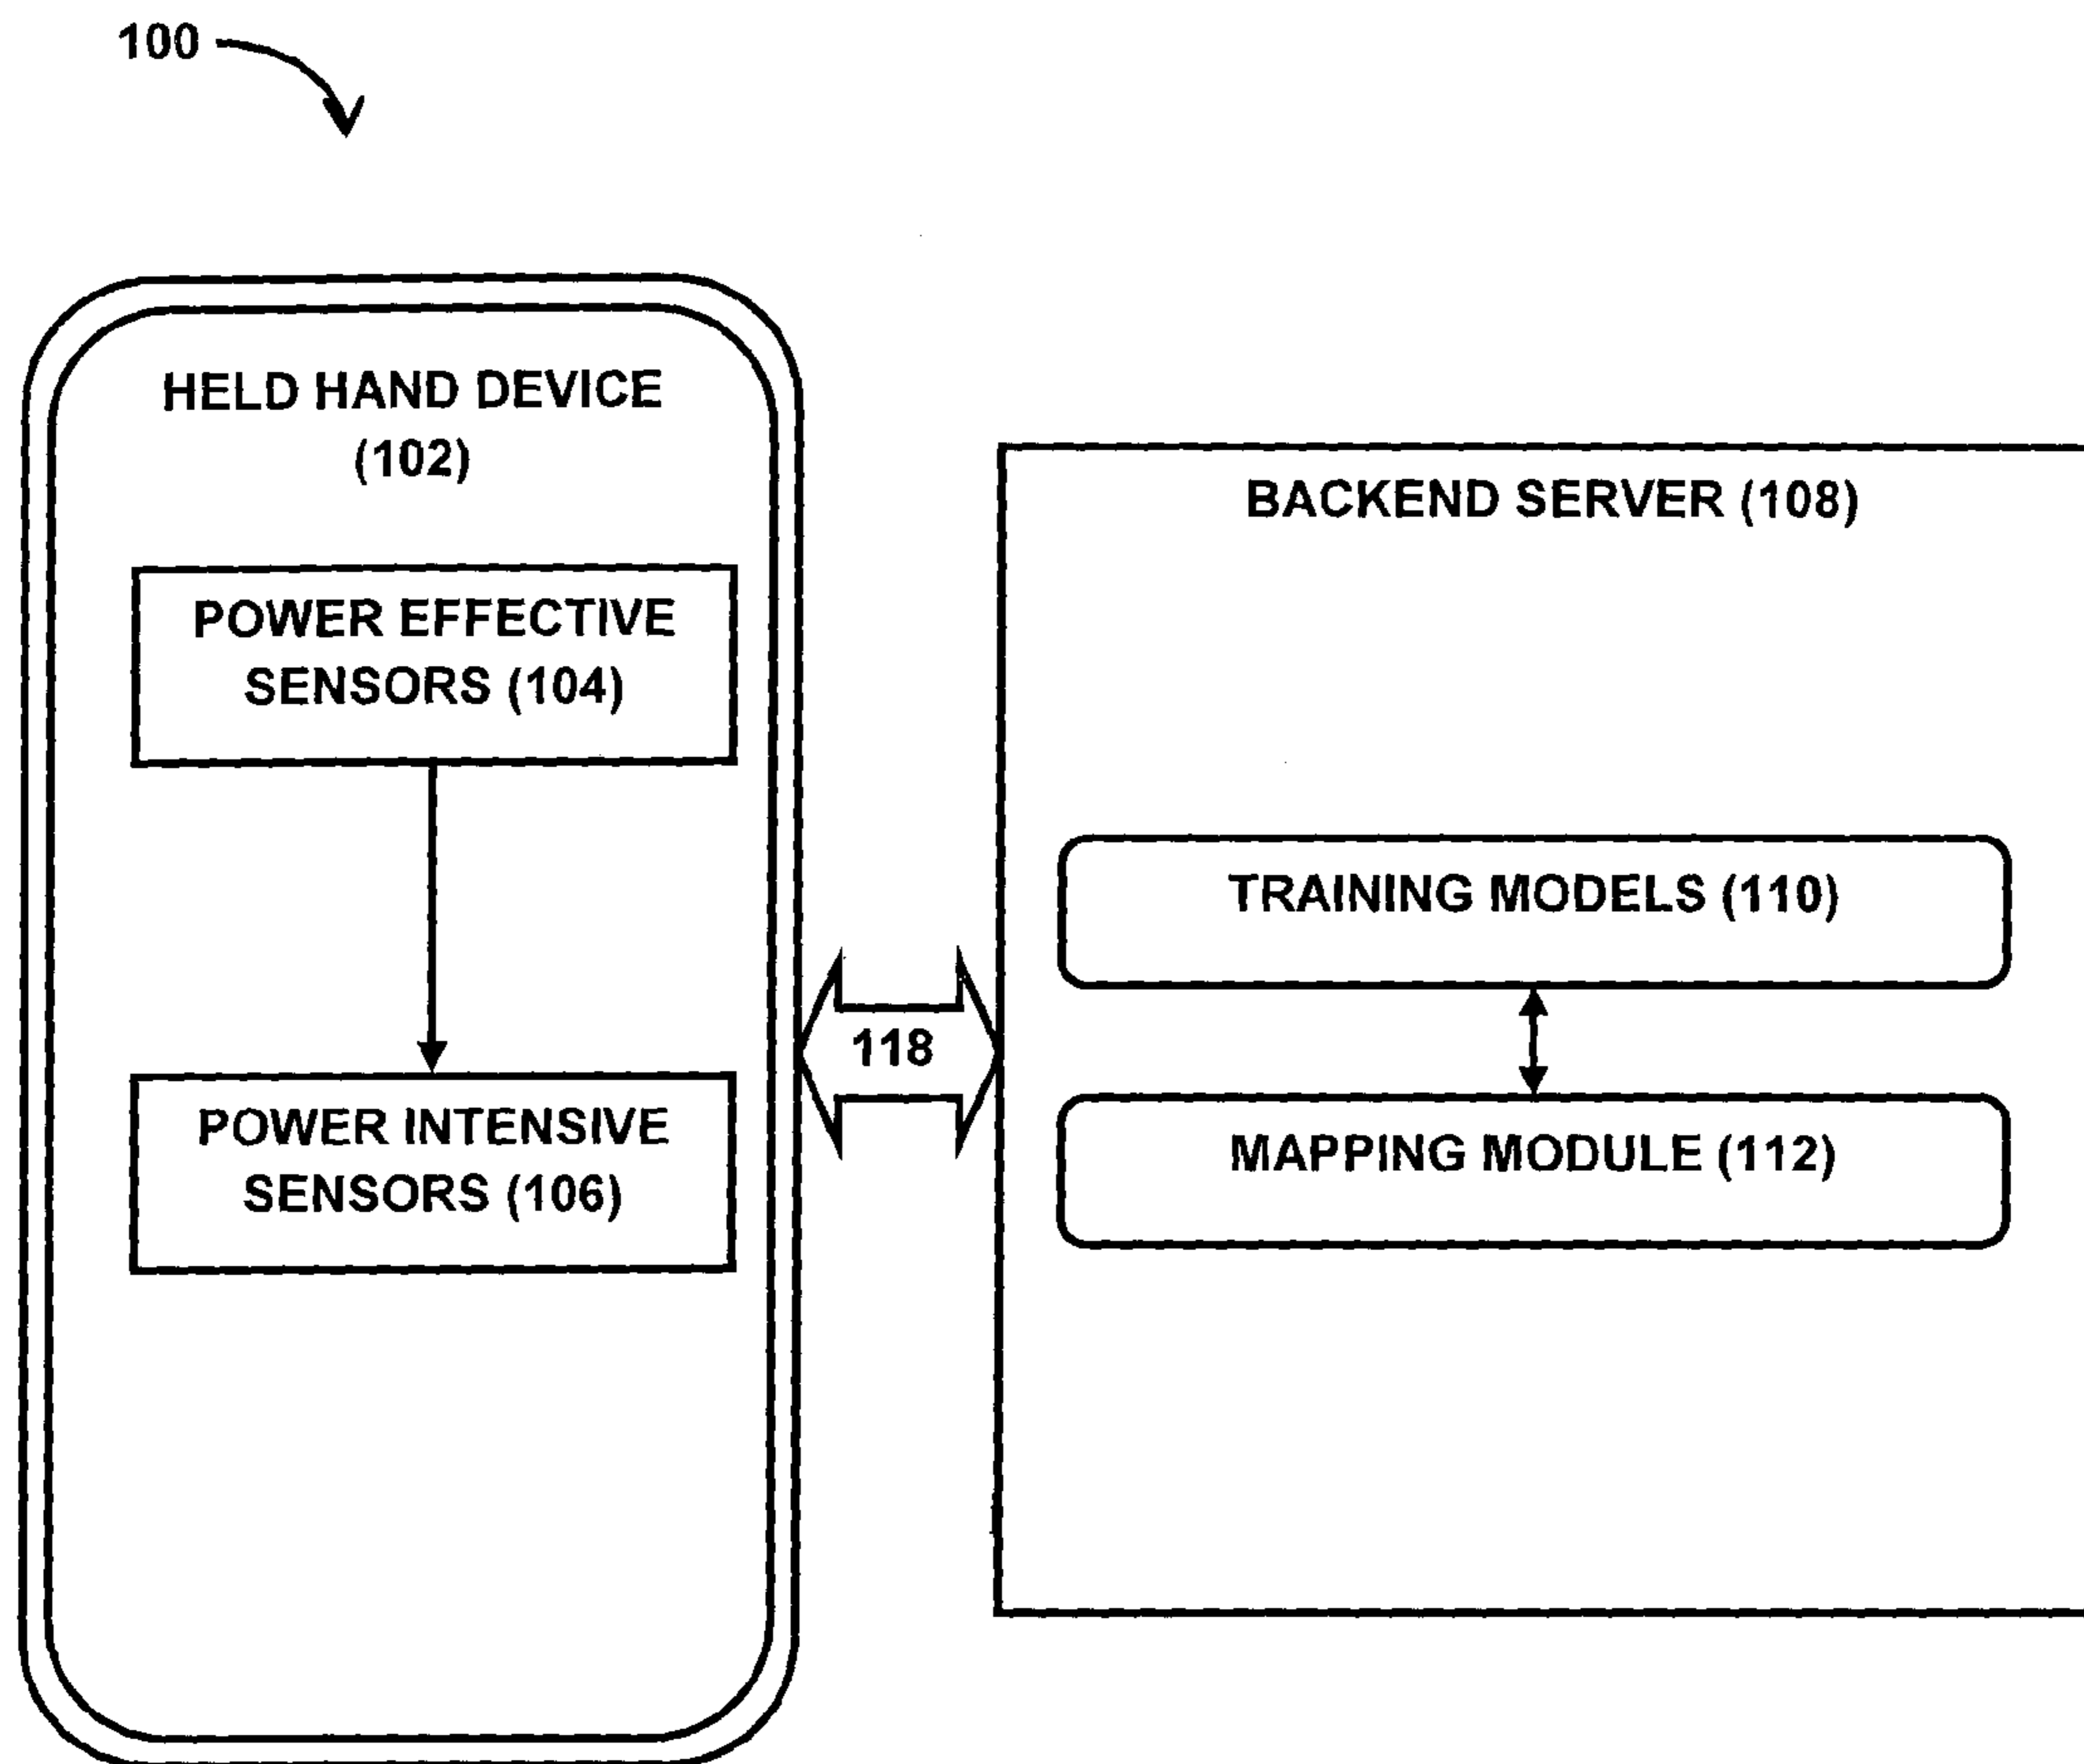 100
HELD HAND DEVICE
(102)
POWER EFFECTIVE
SENSORS (104)
POWER INTENSIVE
SENSORS (106)
118
BACKEND SERVER (108)
TRAINING MODELS (110)
MAPPING MODULE (112)